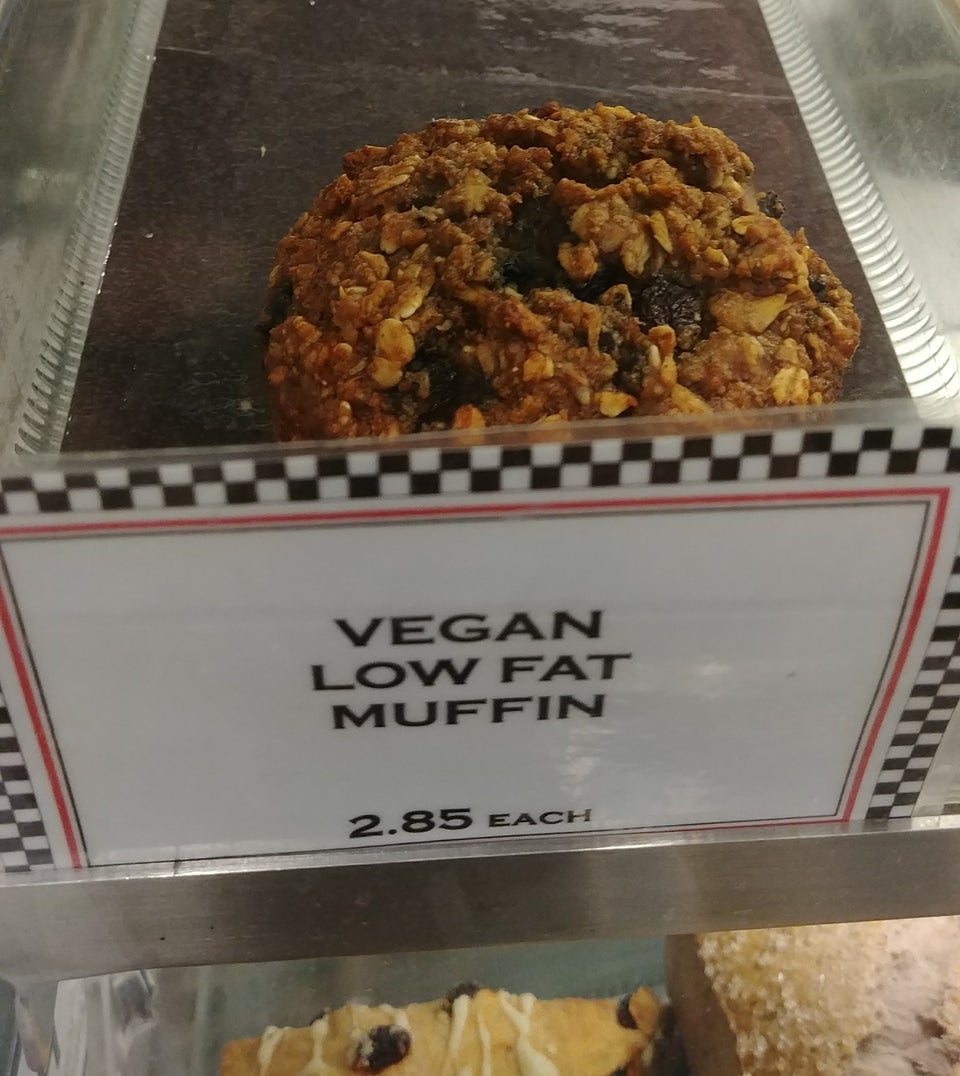 VEGAN
LOW FAT
MUFFIN
2.85 EACH